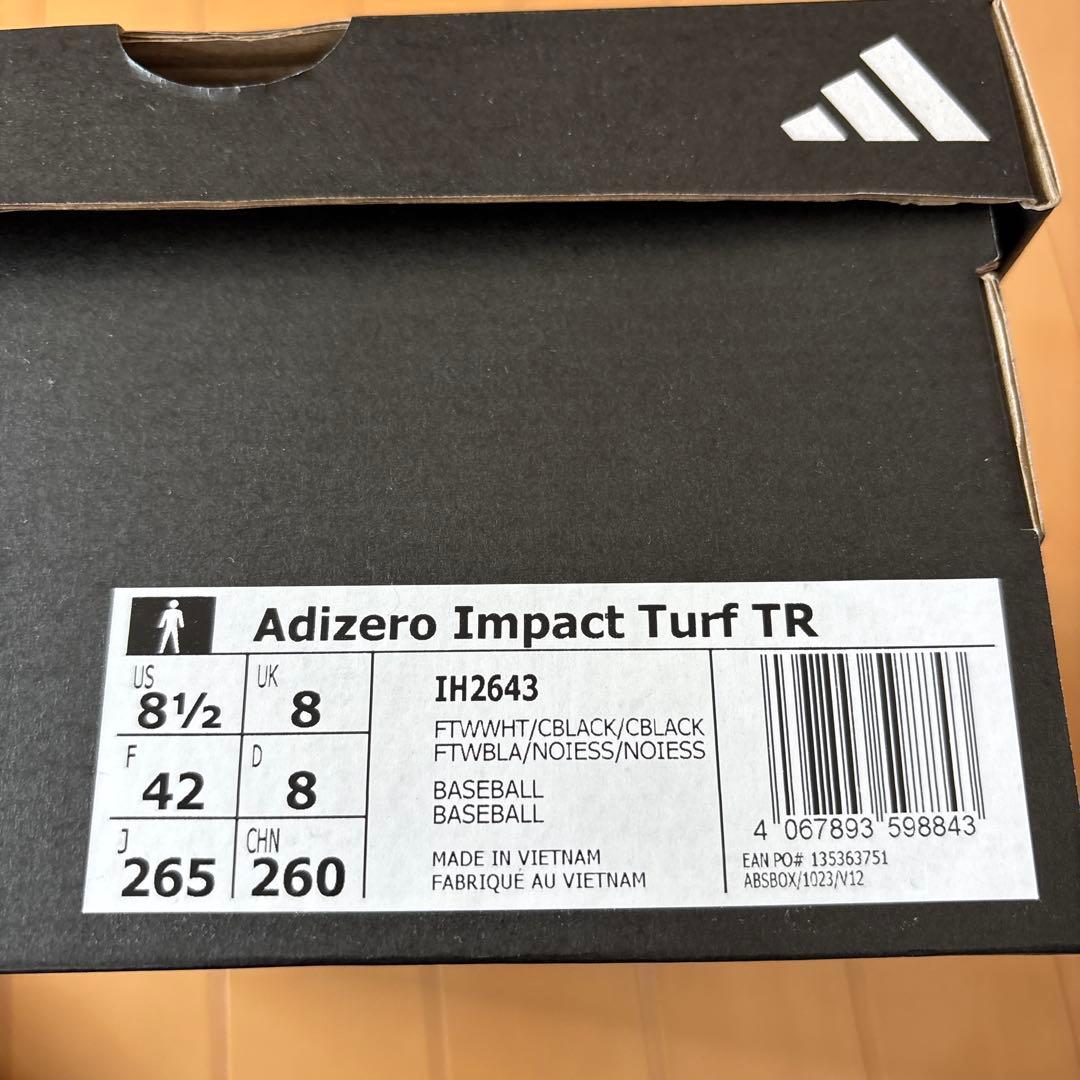 Adizero Impact Turf TR
US 8½
UK 8
F 42
D 8
J 265
CHN 260
IH2643
FTWWHT/CBLACK/CBLACK
FTWBLA/NOIESS/NOIESS
BASEBALL
BASEBALL
MADE IN VIETNAM
FABRIQUÉ AU VIETNAM
4 067893 598843
EAN PO# 135363751
ABSBOX/1023/V12